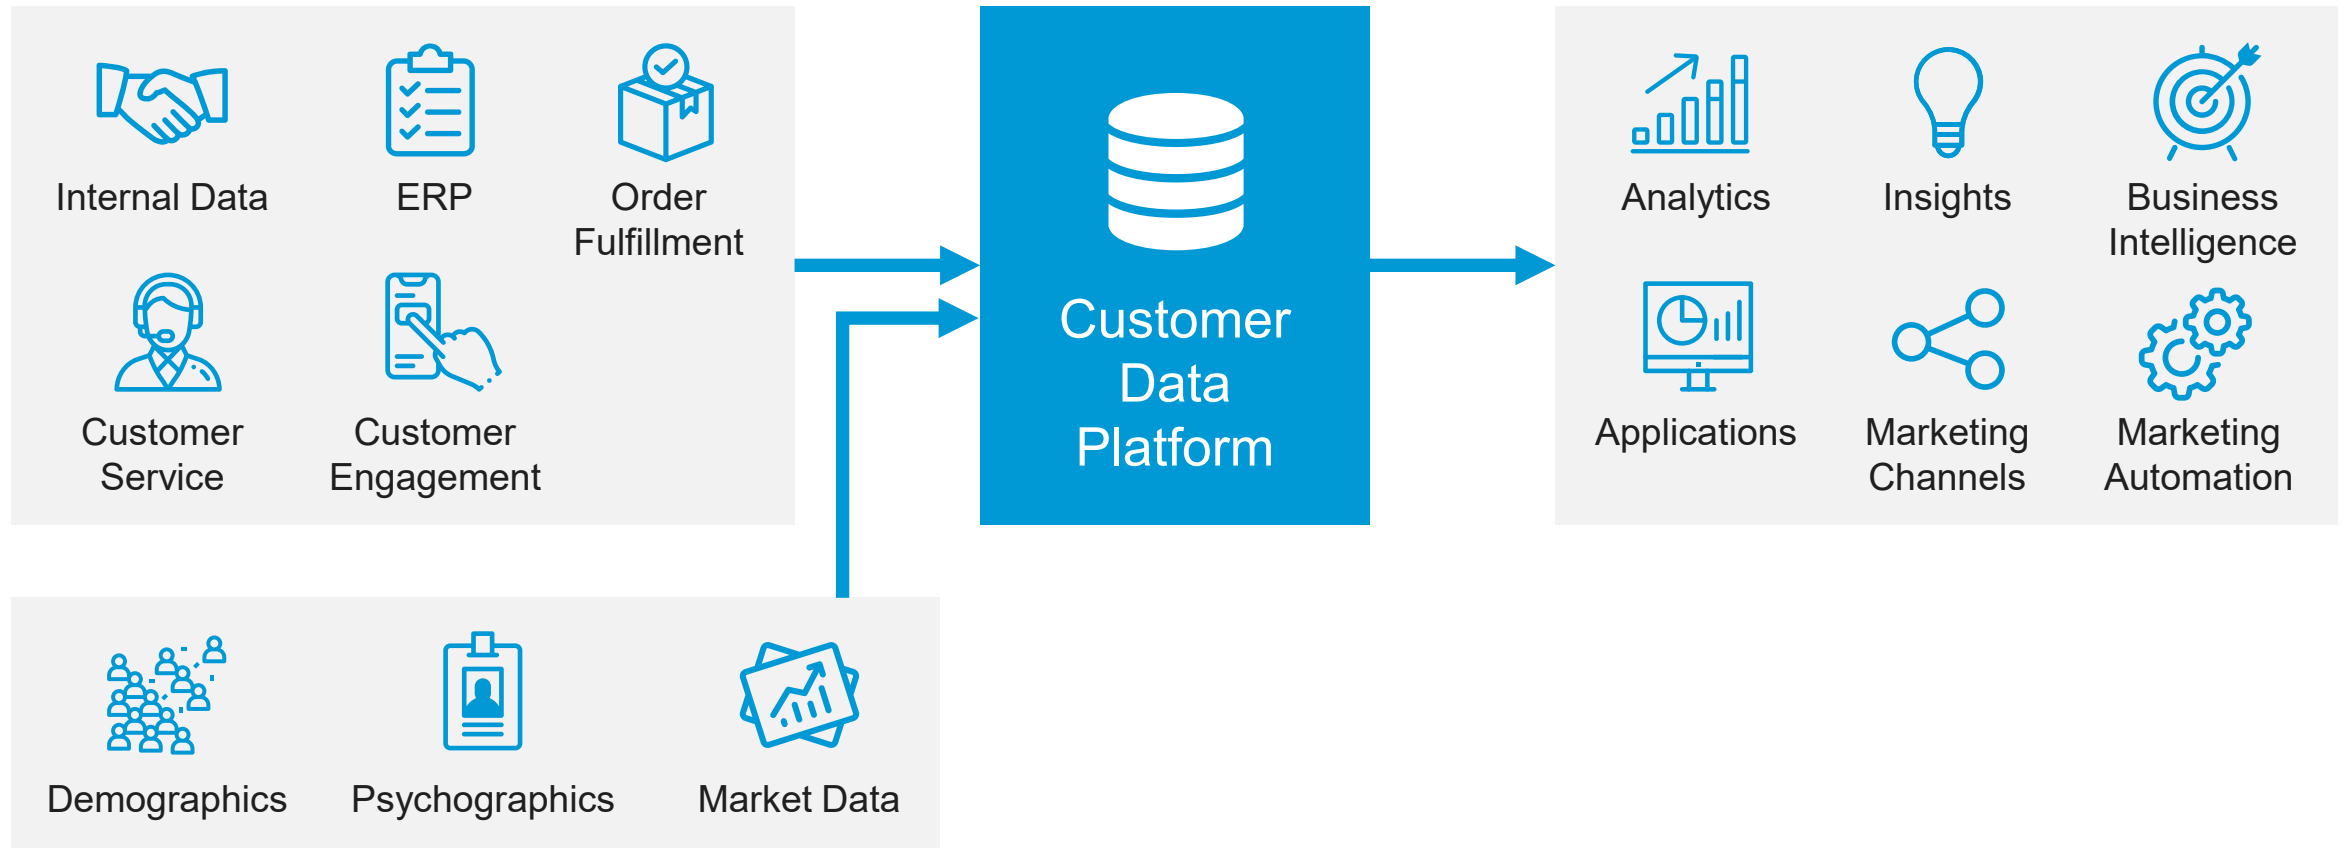 Internal Data
ERP
Order
Fulfillment
Customer
Service
Customer
Engagement
Demographics
Psychographics
Market Data
Customer
Data
Platform
Analytics
Insights
Business
Intelligence
Applications
Marketing
Channels
Marketing
Automation